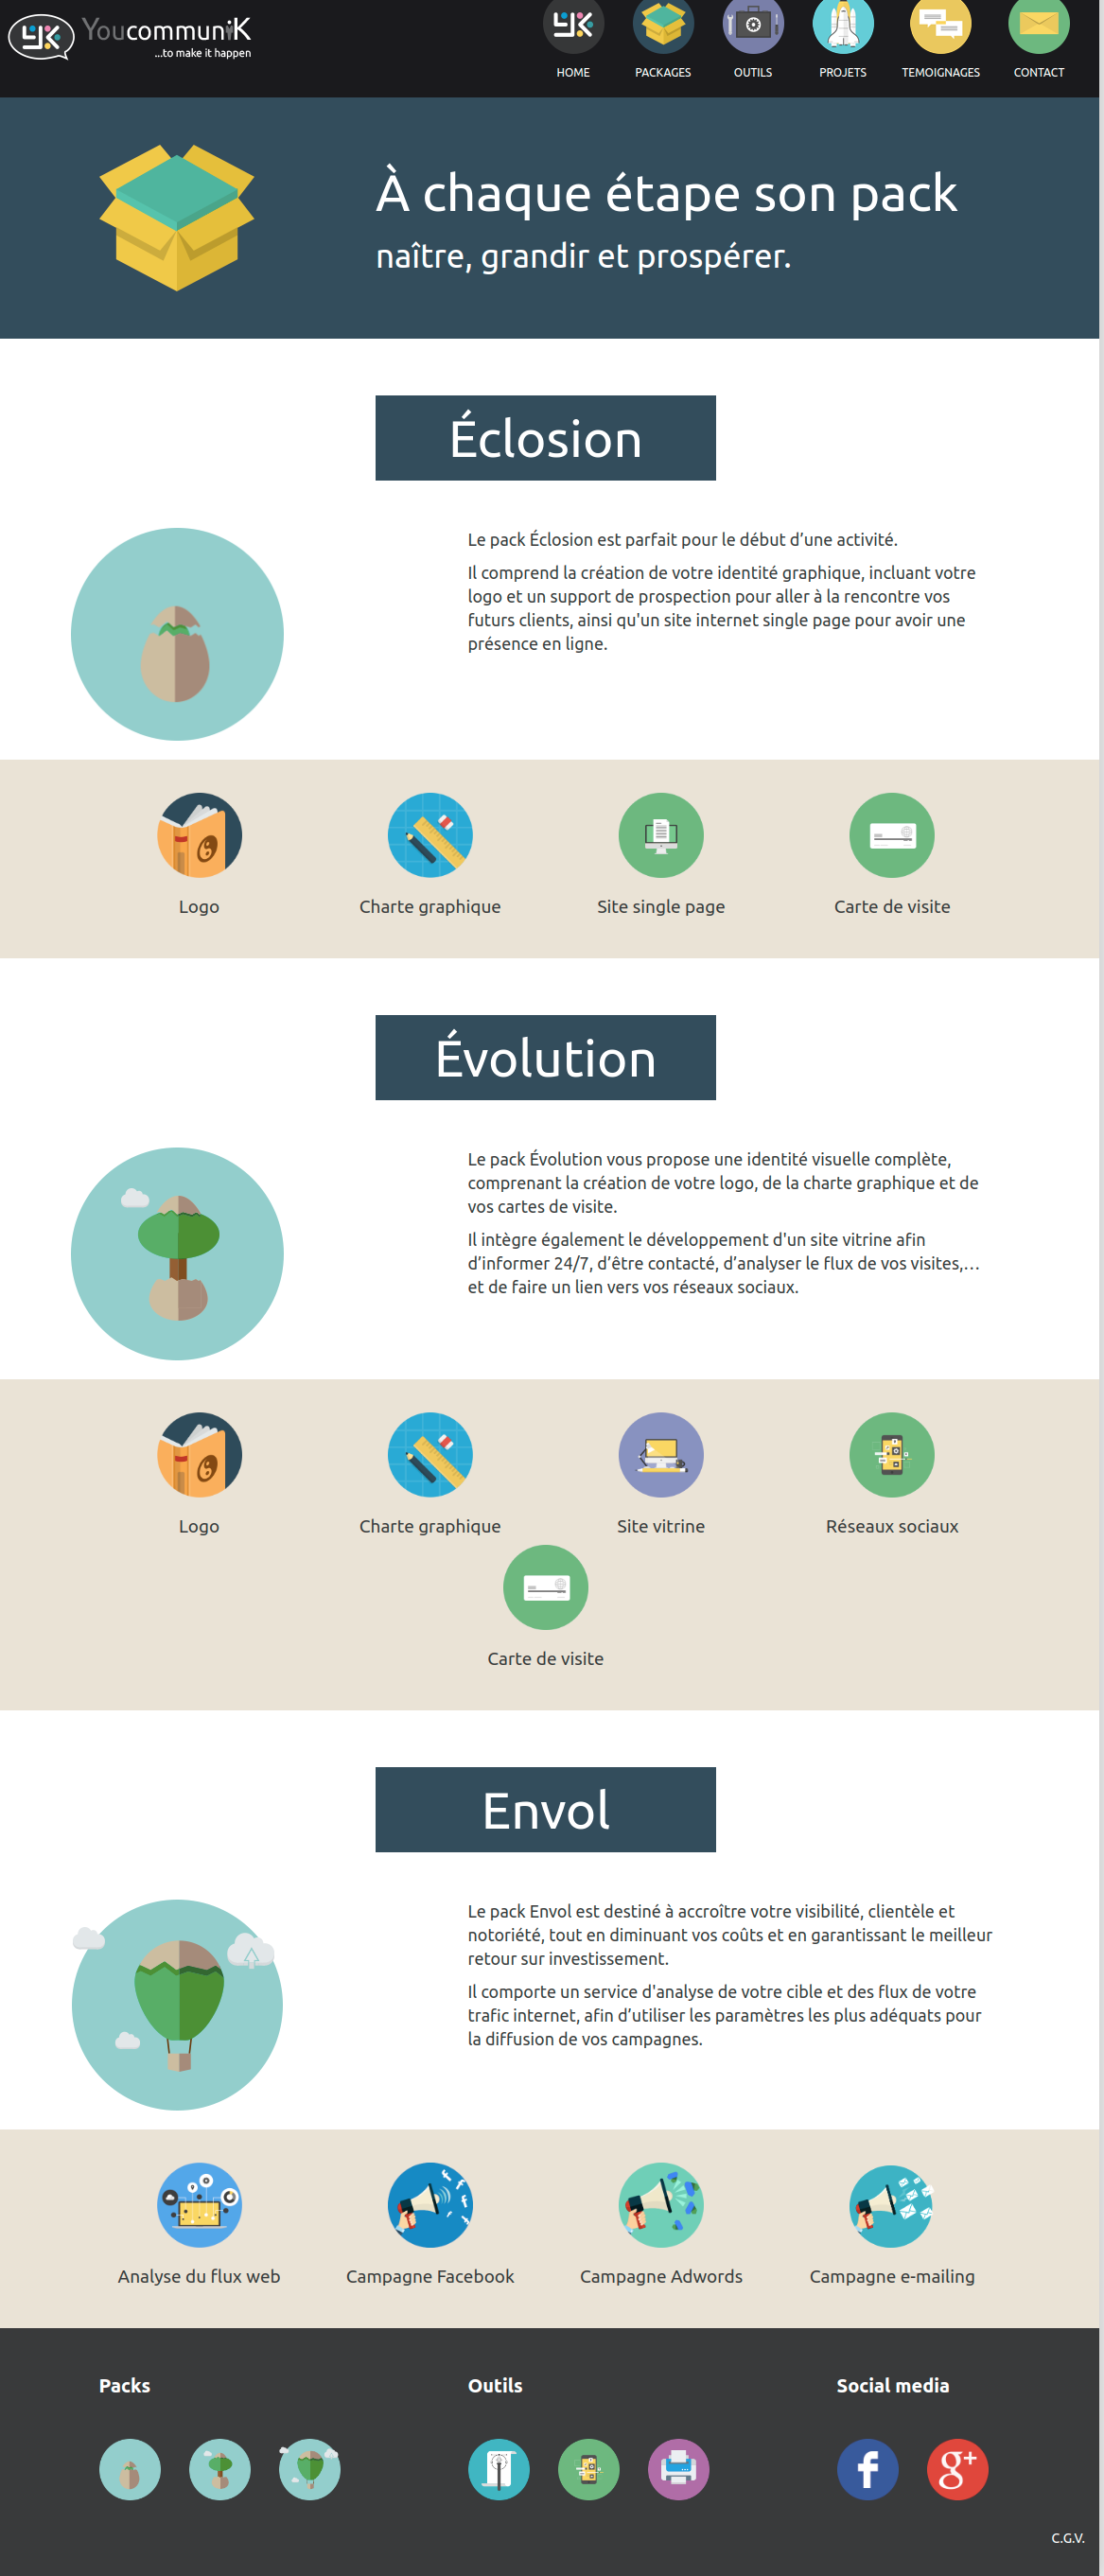 YoucommuniK
...to make it happen
HOME PACKAGES OUTILS PROJETS TEMOIGNAGES CONTACT
À chaque étape son pack
naître, grandir et prospérer.
Éclosion
Le pack Éclosion est parfait pour le début d’une activité.
Il comprend la création de votre identité graphique, incluant votre
logo et un support de prospection pour aller à la rencontre vos
futurs clients, ainsi qu'un site internet single page pour avoir une
présence en ligne.
Logo Charte graphique Site single page Carte de visite
Évolution
Le pack Évolution vous propose une identité visuelle complète,
comprenant la création de votre logo, de la charte graphique et de
vos cartes de visite.
Il intègre également le développement d'un site vitrine afin
d’informer 24/7, d’être contacté, d’analyser le flux de vos visites,…
et de faire un lien vers vos réseaux sociaux.
Logo Charte graphique Site vitrine Réseaux sociaux
Carte de visite
Envol
Le pack Envol est destiné à accroître votre visibilité, clientèle et
notoriété, tout en diminuant vos coûts et en garantissant le meilleur
retour sur investissement.
Il comporte un service d'analyse de votre cible et des flux de votre
trafic internet, afin d’utiliser les paramètres les plus adéquats pour
la diffusion de vos campagnes.
Analyse du flux web Campagne Facebook Campagne Adwords Campagne e-mailing
Packs Outils Social media
f g+
C.G.V.